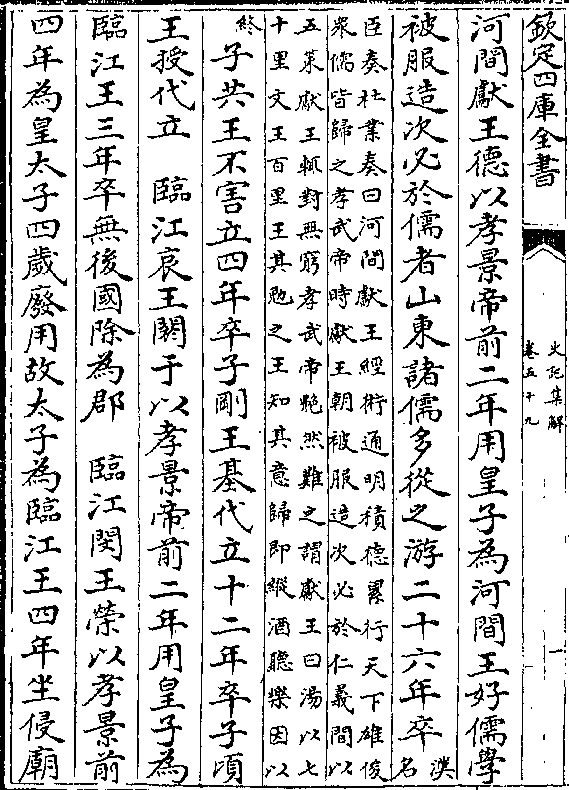 欽定四庫全書
史記集解
卷五十九
一
河間獻王德以孝景帝前二年用皇子為河間王好儒學
被服造次必於儒者山東諸儒多從之游二十六年卒
漢
名
臣奏杜業奏曰河間獻王經術通明積德累行天下雄俊
衆儒皆歸之孝武帝時獻王朝被服造次必於仁義間以
五策獻王輒對無窮孝武帝艴然難之謂獻王曰湯以七
十里文王百里王其勉之王知其意歸即縱酒聽樂因以
終
子共王不害立四年卒子剛王基代立十二年卒子頃
王授代立　臨江哀王閼于以孝景帝前二年用皇子為
臨江王三年卒無後國除為郡　臨江閔王榮以孝景前
四年為皇太子四歲廢用故太子為臨江王四年坐侵廟